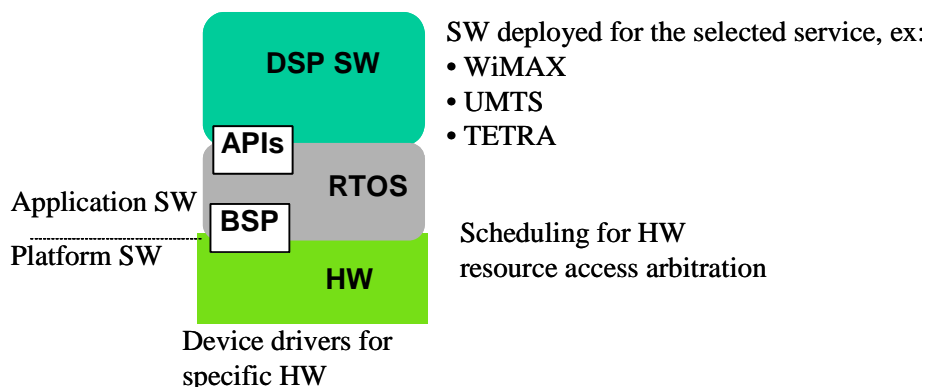 DSP SW
SW deployed for the selected service, ex:
• WiMAX
• UMTS
• TETRA
APIs
RTOS
Application SW
BSP
Platform SW
Scheduling for HW
resource access arbitration
HW
Device drivers for
specific HW